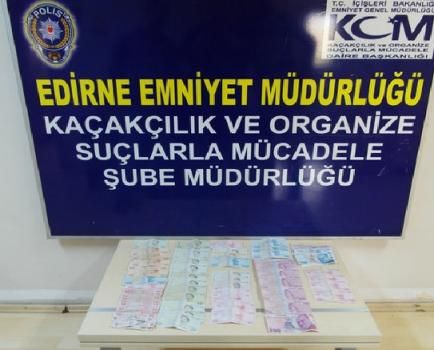 POLİS
T.C. İÇİŞLERİ BAKANLIĞI
EMNİYET GENEL MÜDÜRLÜĞÜ
KOM
KAÇAKÇILIK VE ORGANİZE
SUÇLARLA MÜCADELE
DAİRE BAŞKANLIĞI
EDİRNE EMNİYET MÜDÜRLÜĞÜ
KAÇAKÇILIK VE ORGANİZE
SUÇLARLA MÜCADELE
ŞUBE MÜDÜRLÜĞÜ